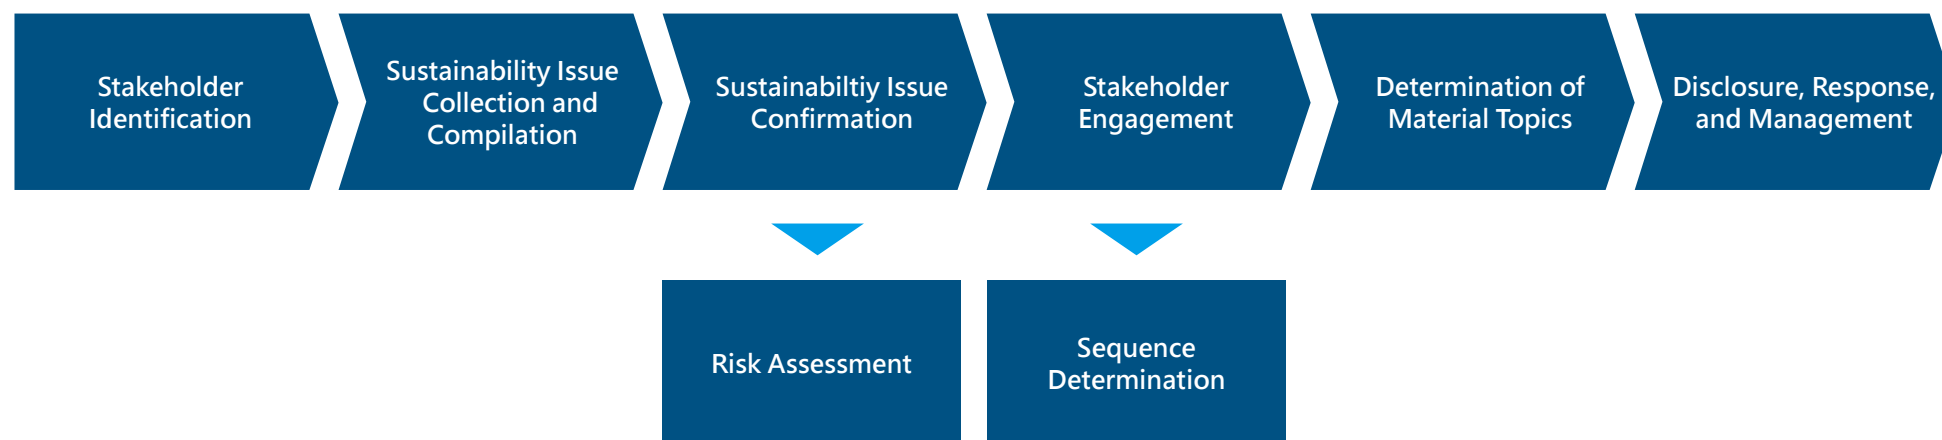 Stakeholder
Identification
Sustainability Issue
Collection and
Compilation
Sustainabiltiy Issue
Confirmation
Stakeholder
Engagement
Determination of
Material Topics
Disclosure, Response,
and Management
Risk Assessment
Sequence
Determination